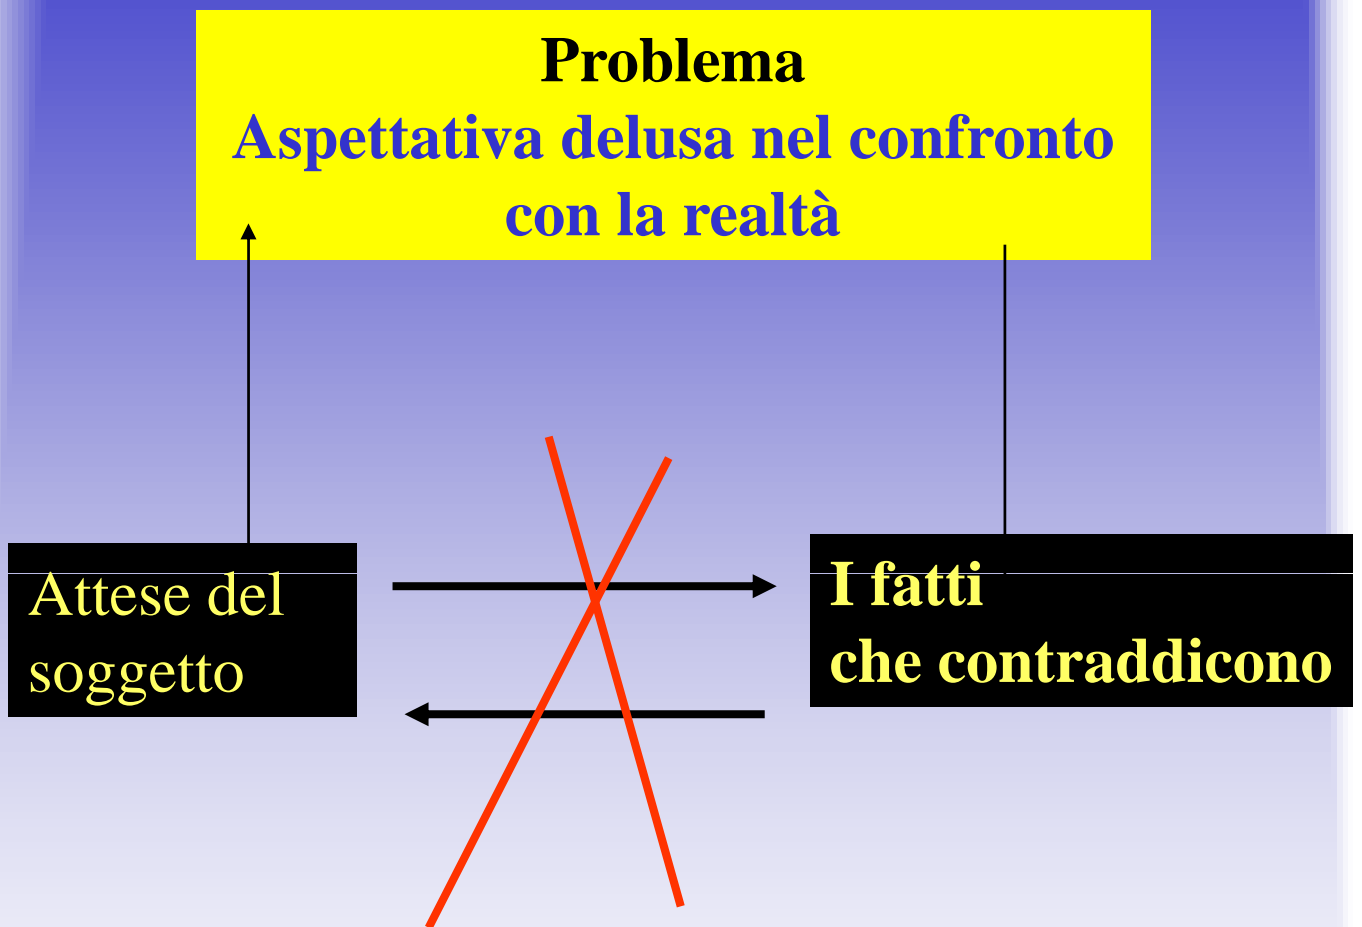 Problema
Aspettativa delusa nel confronto
con la realtà
Attese del
soggetto
I fatti
che contraddicono